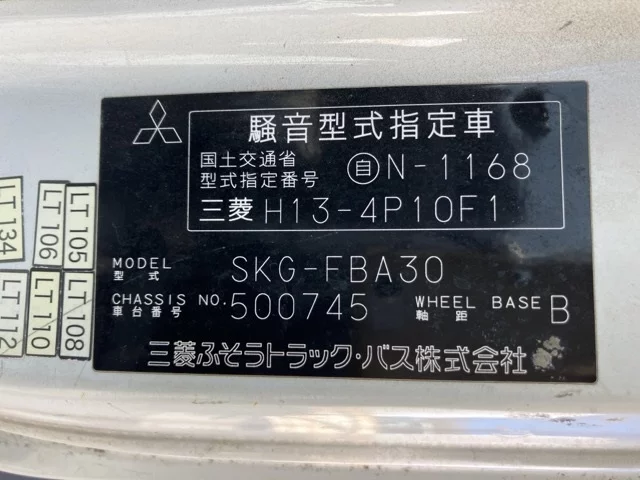 騒音型式指定車
国土交通省
型式指定番号 自N-1168
三菱 H13-4P10F1
MODEL
型式 SKG-FBA30
CHASSIS NO.
車台番号 500745 WHEEL BASE
軸距 B
三菱ふそうトラック・バス株式会社
LT 134
LT 106
LT 105
LT 112
LT 110
LT 108